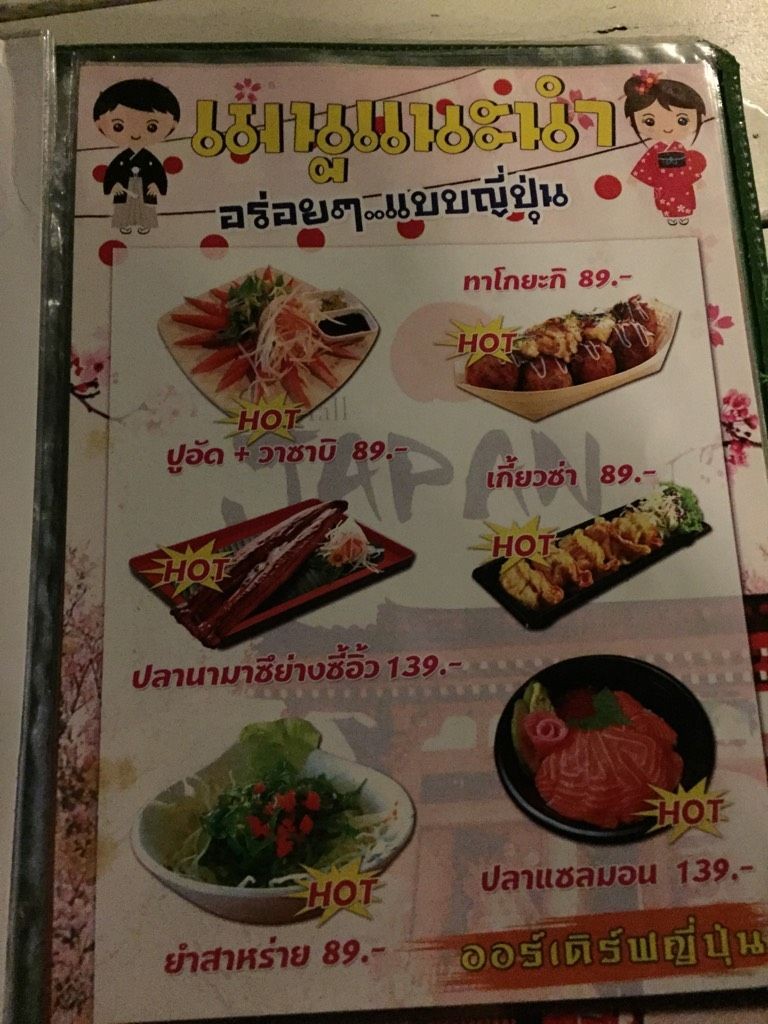 เมนูแนะนำ
อร่อยๆ..แบบญี่ปุ่น
ทาโกยะกิ 89.-
HOT
HOT
ปูอัด + วาซาบิ 89.-
JAPAN
เกี้ยวซ่า 89.-
HOT
HOT
ปลานามาซึย่างซี้อิ้ว 139.-
HOT
ปลาแซลมอน 139.-
HOT
ยำสาหร่าย 89.-
ออร์เดิร์ฟญี่ปุ่น